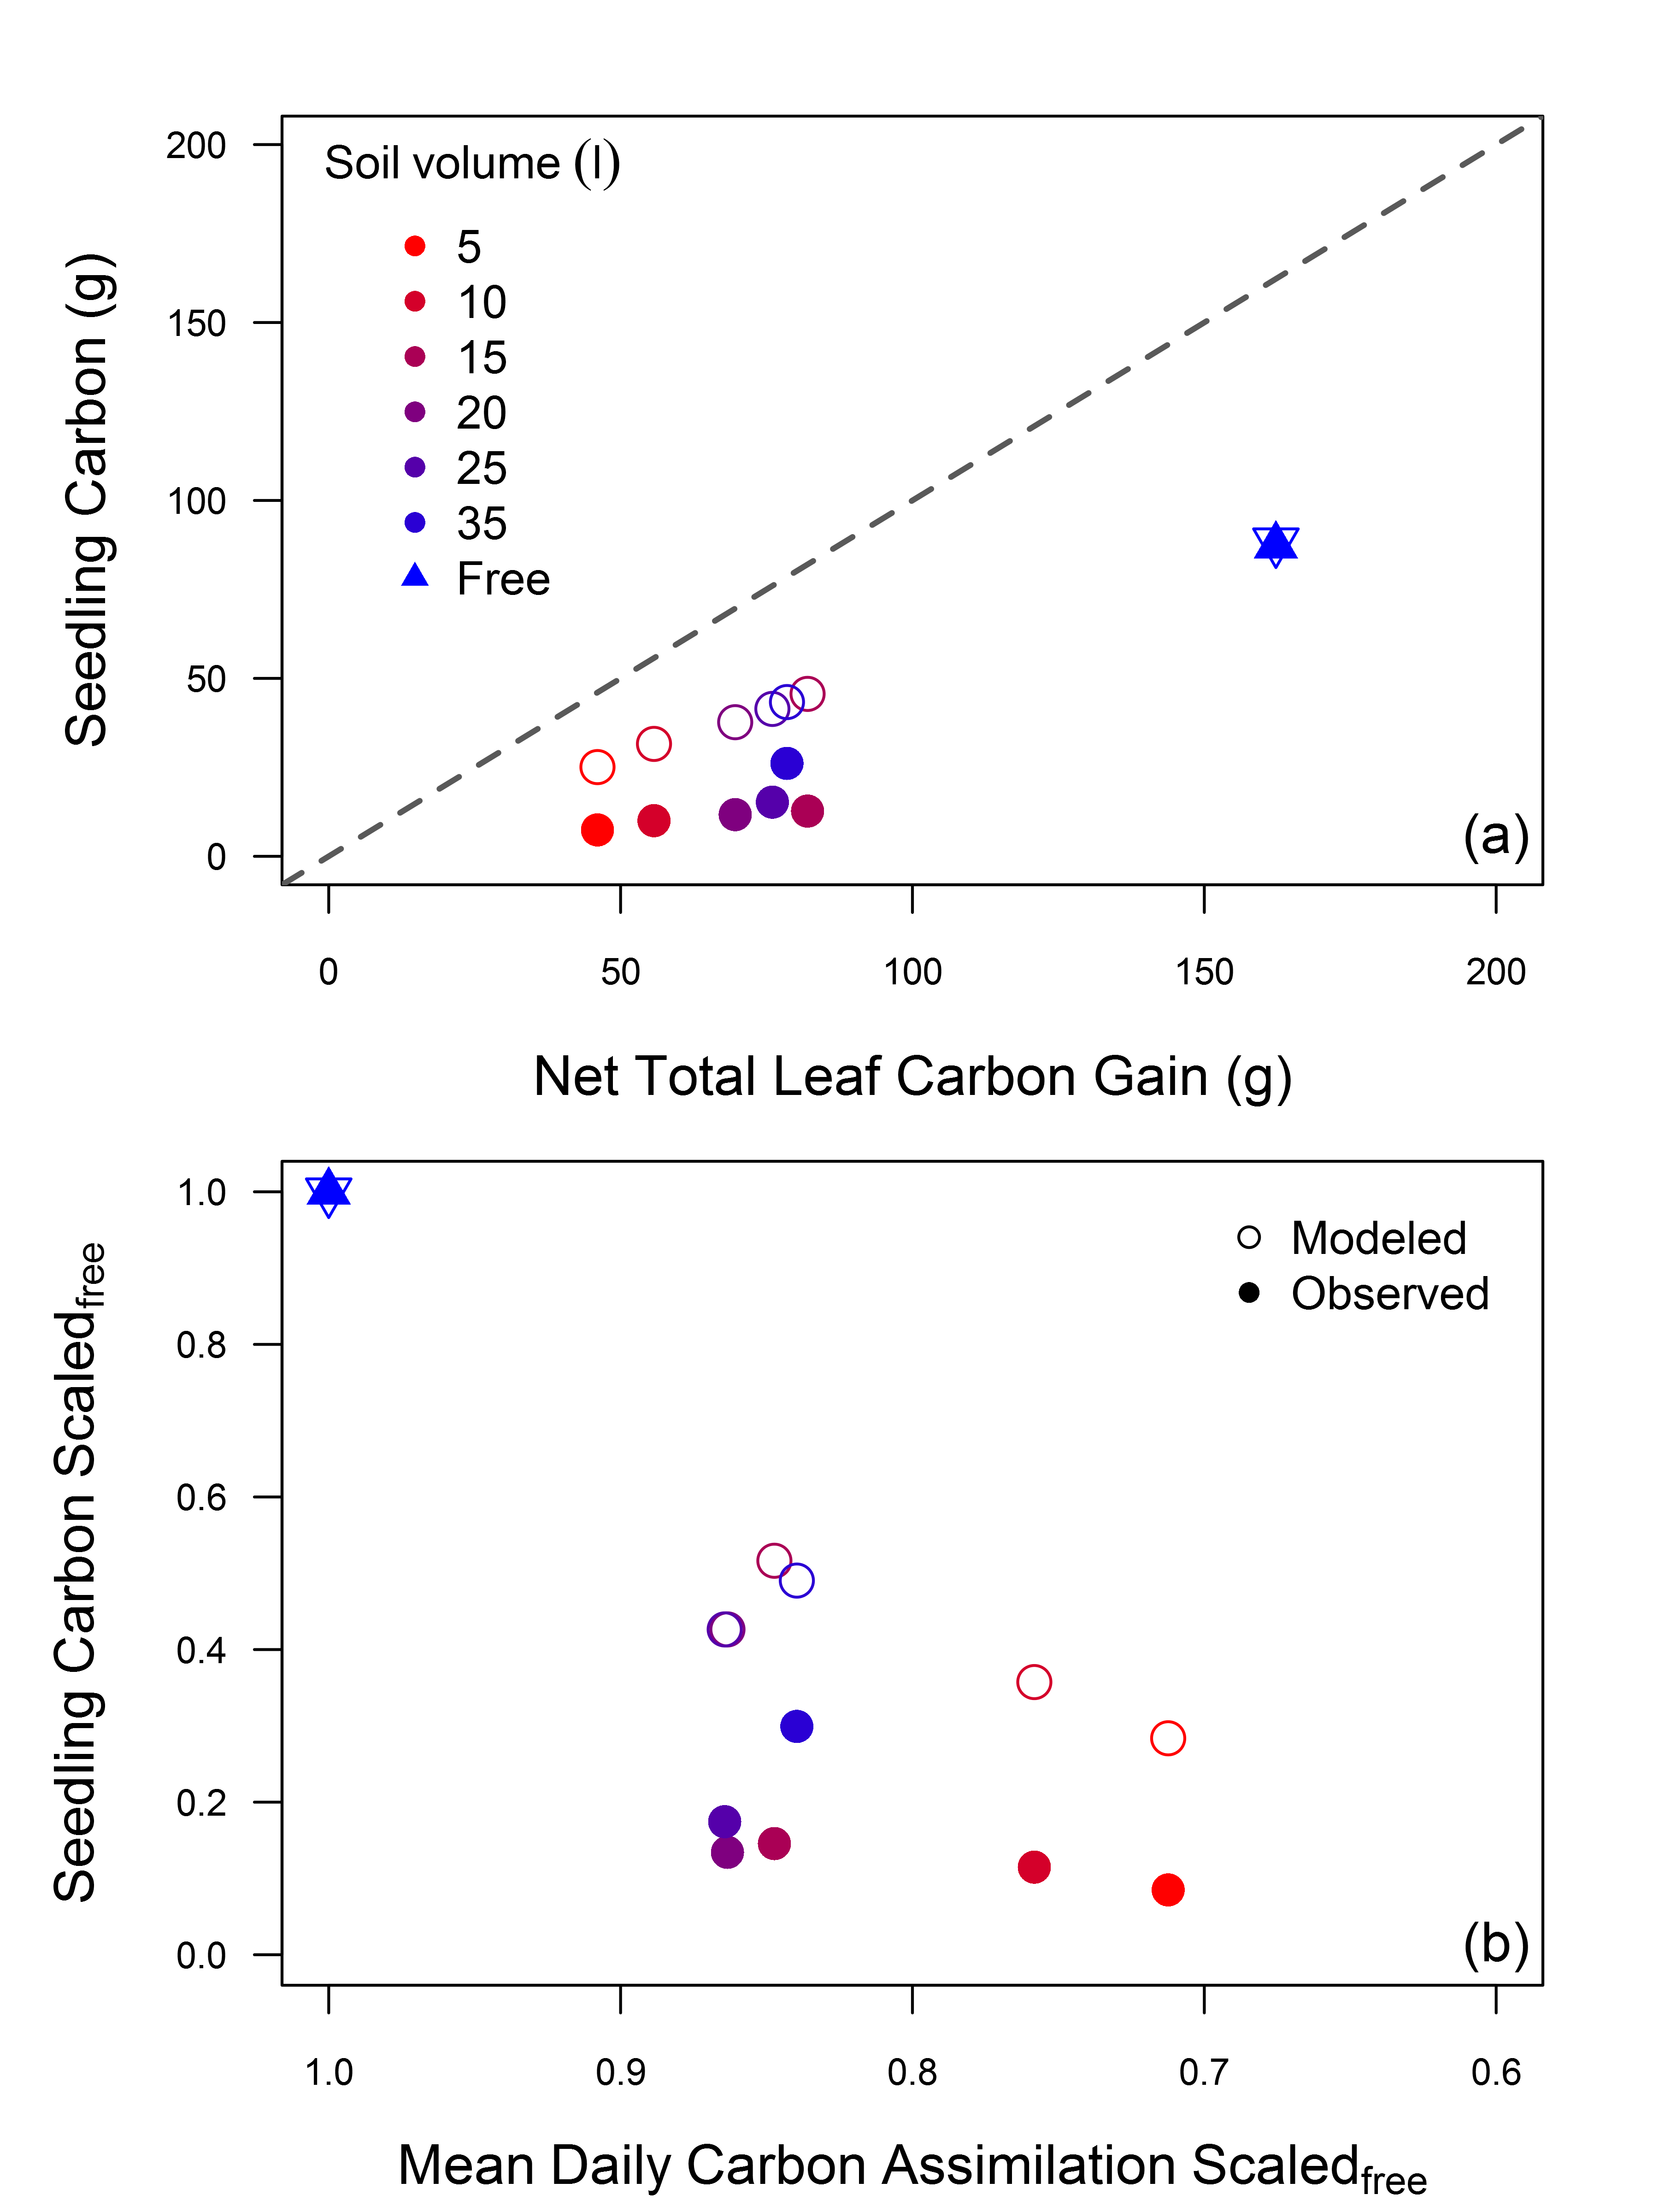 Soil volume (l)
5
10
15
20
25
35
Free
200
150
100
50
0
Seedling Carbon (g)
(a)
0 50 100 150 200
Net Total Leaf Carbon Gain (g)
Modeled
Observed
1.0
0.8
0.6
0.4
0.2
0.0
Seedling Carbon Scaledfree
(b)
1.0 0.9 0.8 0.7 0.6
Mean Daily Carbon Assimilation Scaledfree